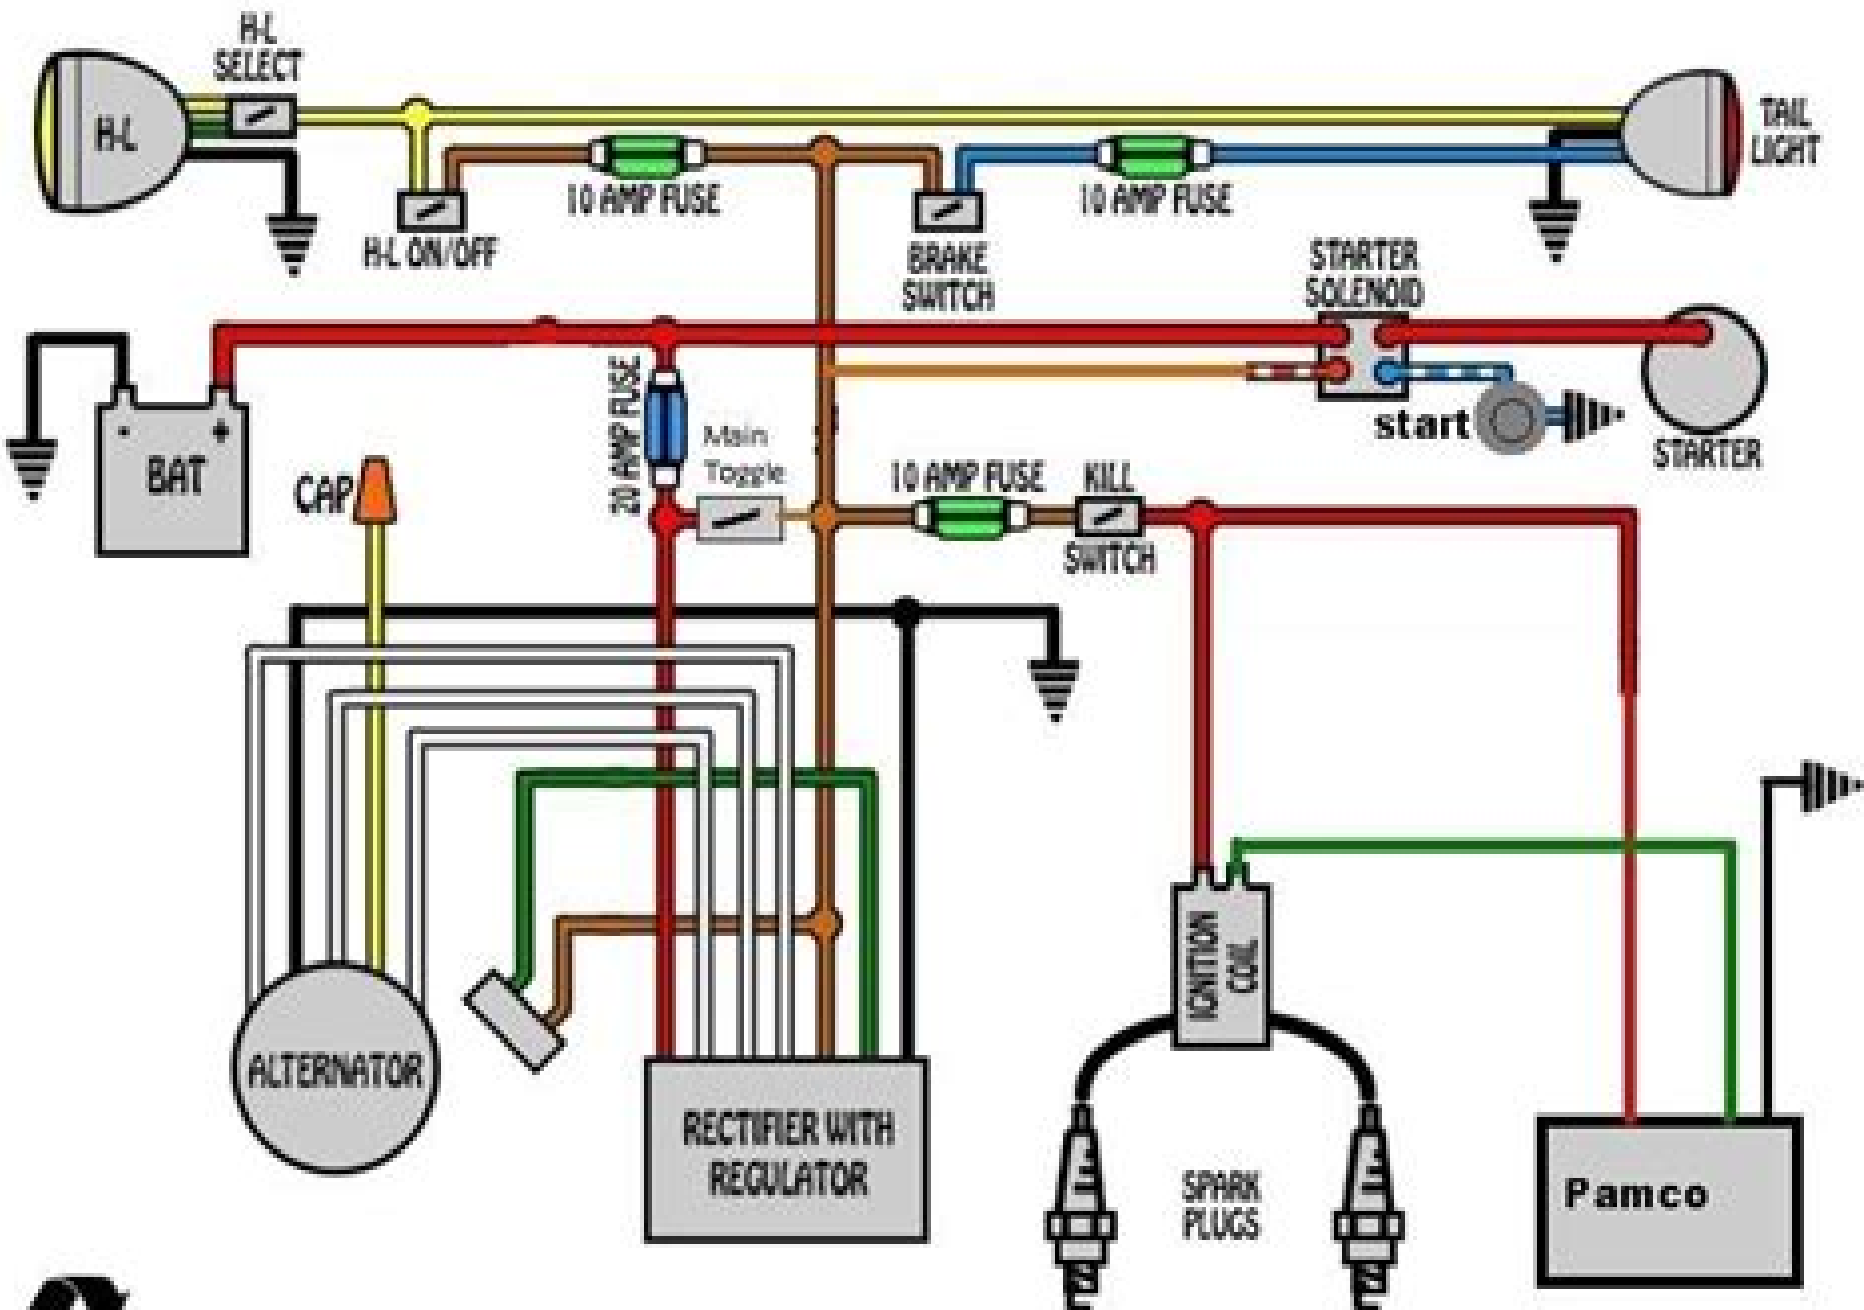 H-L
SELECT
H-L
TAIL
LIGHT
10 AMP FUSE
10 AMP FUSE
H-L ON/OFF
BRAKE
SWITCH
STARTER
SOLENOID
20 AMP FUSE
Main
Toggle
start
STARTER
- +
BAT
CAP
10 AMP FUSE
KILL
SWITCH
IGNITION
COIL
ALTERNATOR
RECTIFIER WITH
REGULATOR
SPARK
PLUGS
Pamco